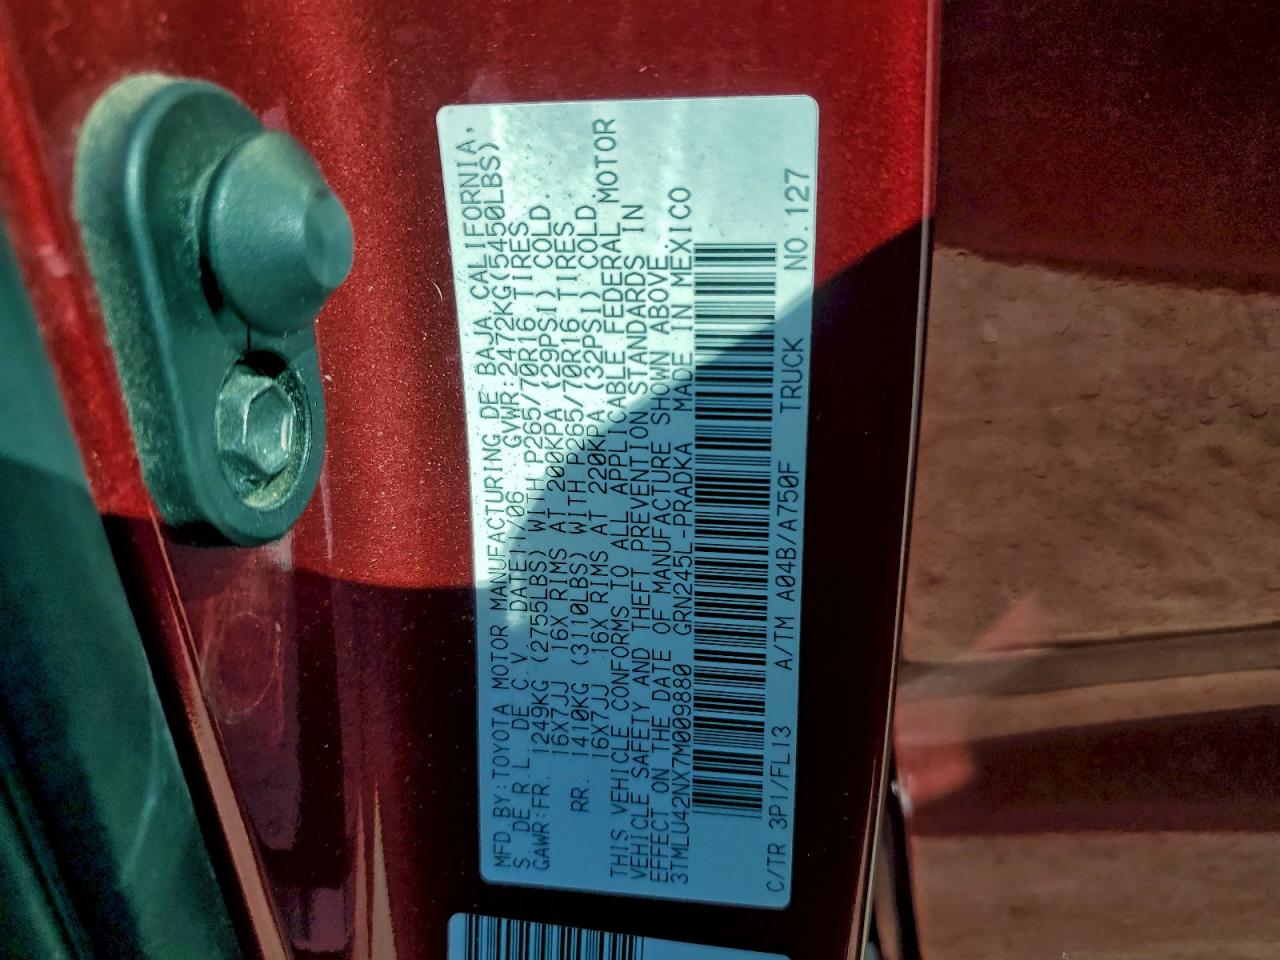 MFD BY:TOYOTA MOTOR MANUFACTURING DE BAJA CALIFORNIA,
S. DE R.L. DE C.V. DATE:11/06 GVWR:2472KG(5450LBS)
GAWR:FR. 1249KG (2755LBS) WITH P265/70R16 TIRES
16X7JJ 16X RIMS AT 200KPA (29PSI) COLD
RR. 1410KG (3110LBS) WITH P265/70R16 TIRES
16X7JJ 16X RIMS AT 220KPA (32PSI) COLD
THIS VEHICLE CONFORMS TO ALL APPLICABLE FEDERAL MOTOR
VEHICLE SAFETY AND THEFT PREVENTION STANDARDS IN
EFFECT ON THE DATE OF MANUFACTURE SHOWN ABOVE.
3TMLU42NX7M009880 GRN245L-PRADKA MADE IN MEXICO
C/TR 3P1/FL13 A/TM A04B/A750F TRUCK NO.127